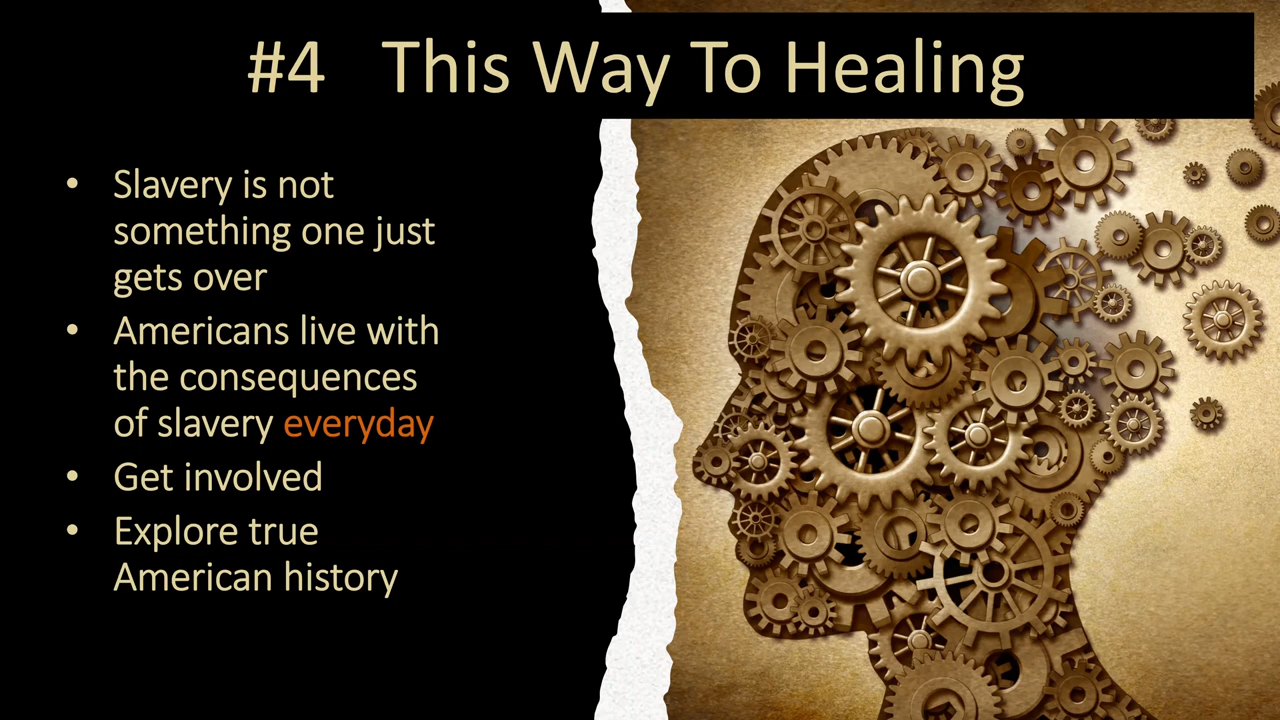 #4 This Way To Healing
• Slavery is not
something one just
gets over
• Americans live with
the consequences
of slavery everyday
• Get involved
• Explore true
American history